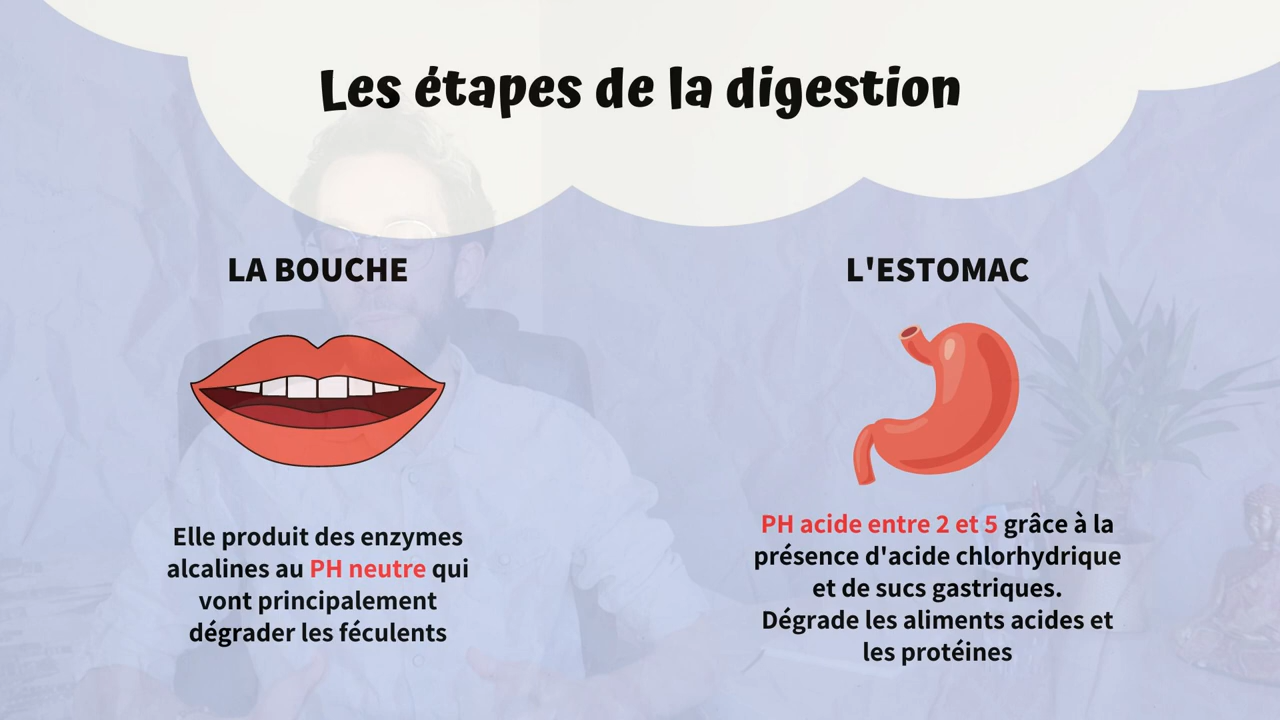 Les étapes de la digestion
LA BOUCHE
Elle produit des enzymes
alcalines au PH neutre qui
vont principalement
dégrader les féculents
L'ESTOMAC
PH acide entre 2 et 5 grâce à la
présence d'acide chlorhydrique
et de sucs gastriques.
Dégrade les aliments acides et
les protéines